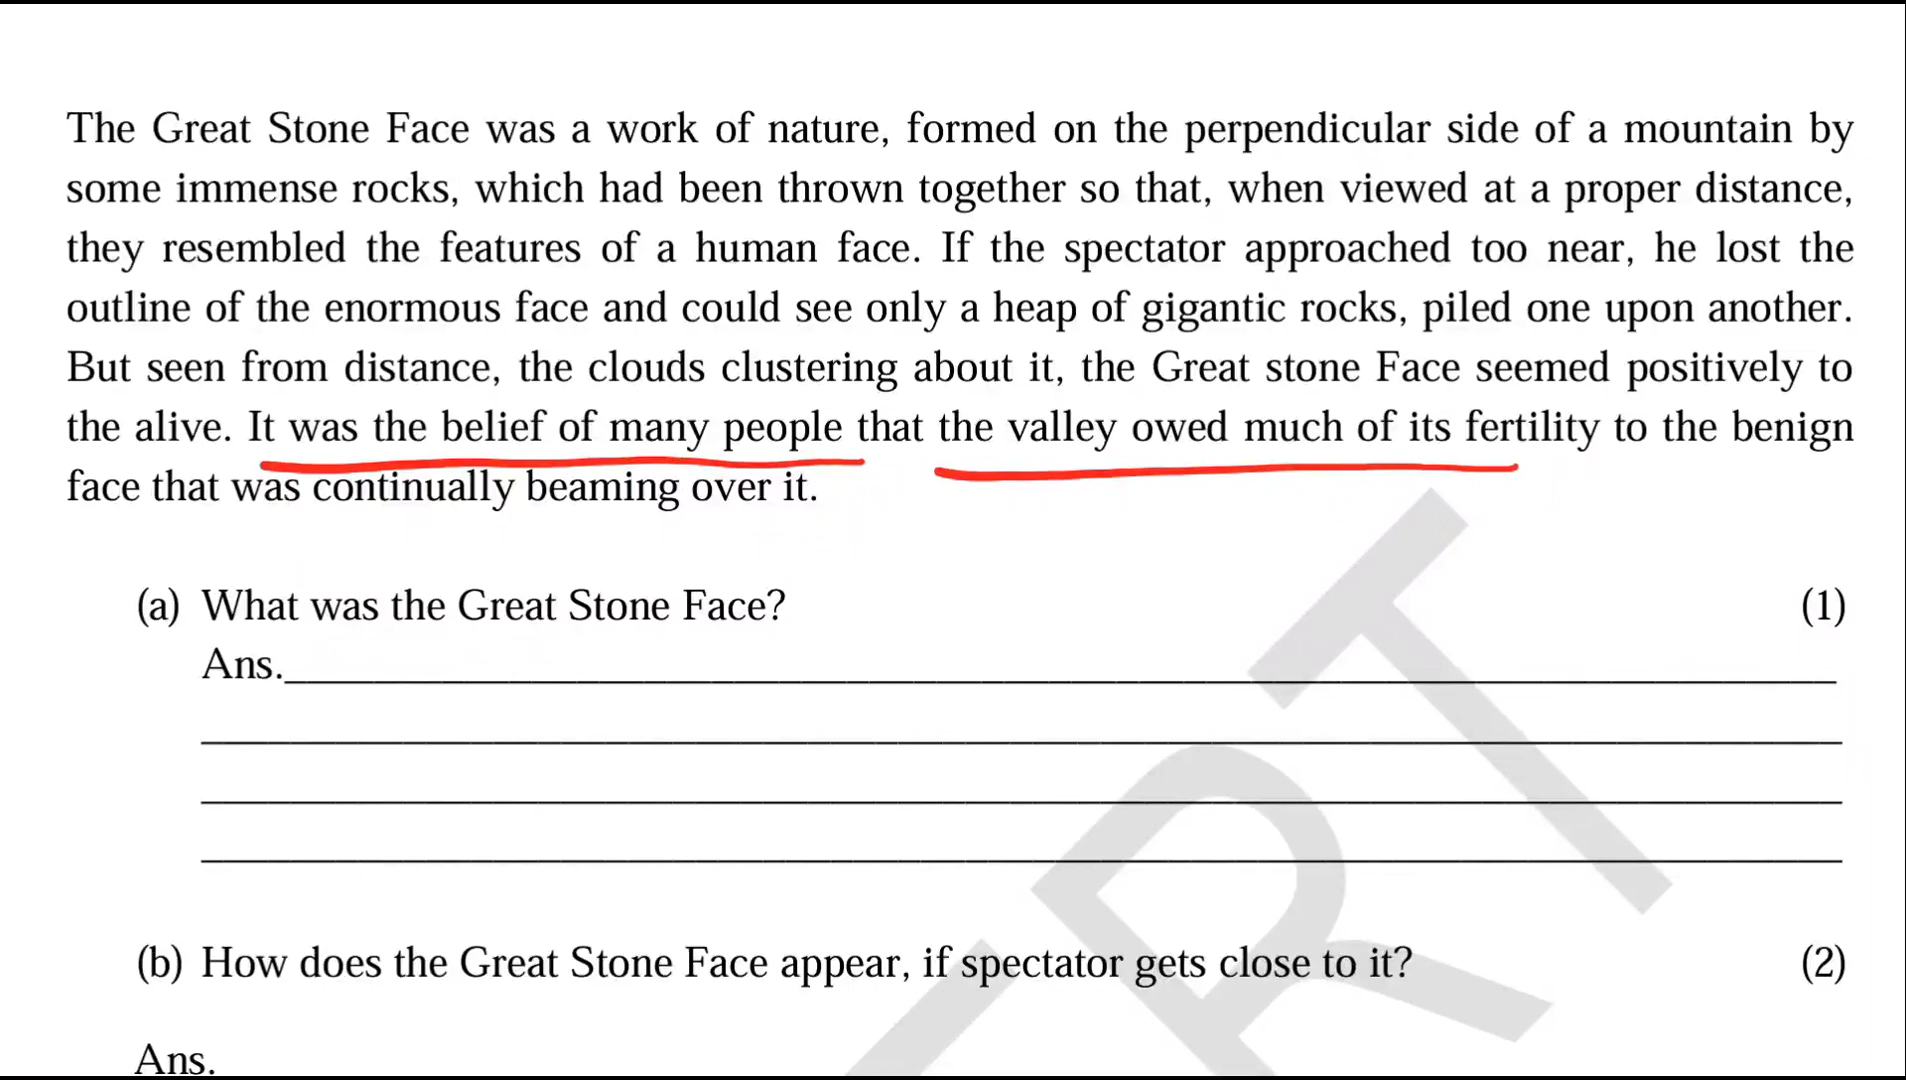 The Great Stone Face was a work of nature, formed on the perpendicular side of a mountain by
some immense rocks, which had been thrown together so that, when viewed at a proper distance,
they resembled the features of a human face. If the spectator approached too near, he lost the
outline of the enormous face and could see only a heap of gigantic rocks, piled one upon another.
But seen from distance, the clouds clustering about it, the Great stone Face seemed positively to
the alive. It was the belief of many people that the valley owed much of its fertility to the benign
face that was continually beaming over it.
(a) What was the Great Stone Face? (1)
Ans.
(b) How does the Great Stone Face appear, if spectator gets close to it? (2)
Ans.